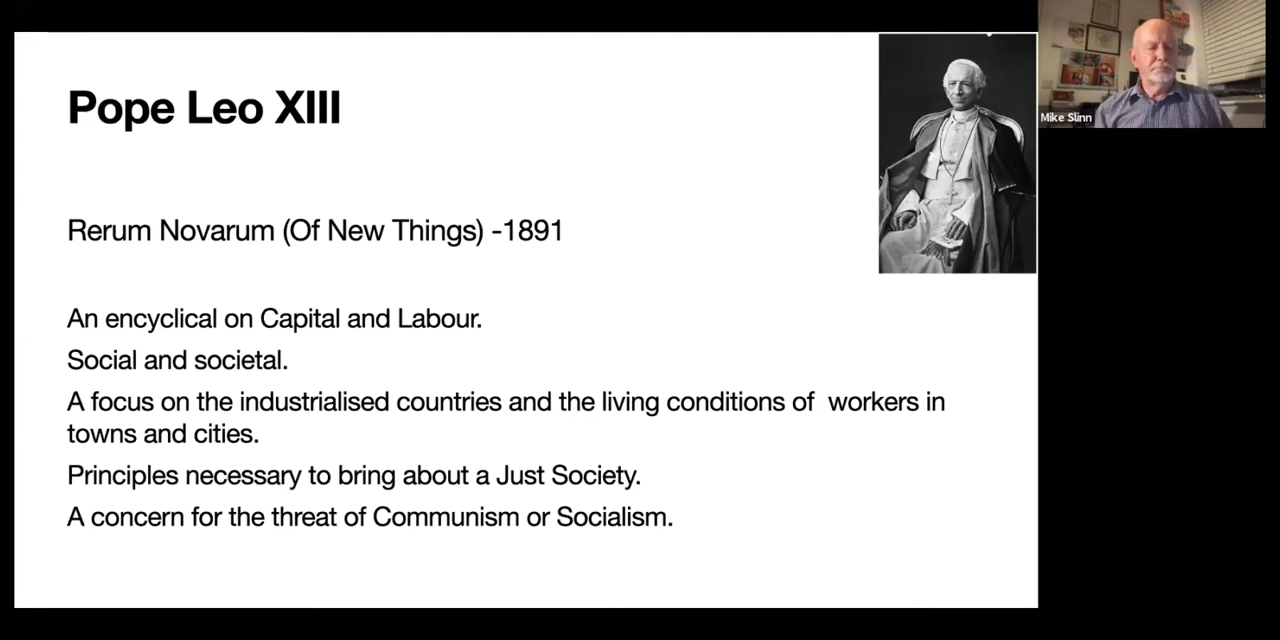 Pope Leo XIII
Rerum Novarum (Of New Things) -1891
An encyclical on Capital and Labour.
Social and societal.
A focus on the industrialised countries and the living conditions of  workers in
towns and cities.
Principles necessary to bring about a Just Society.
A concern for the threat of Communism or Socialism.
Mike Slinn